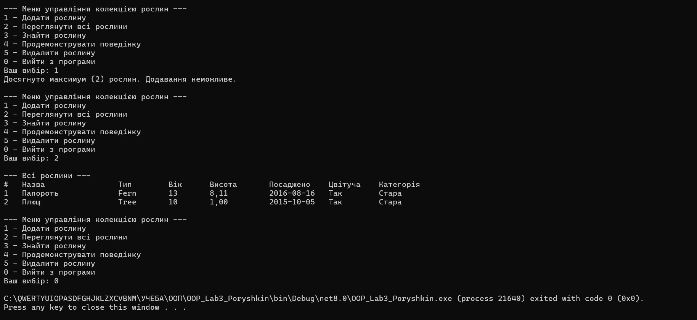 --- Меню управління колекцією рослин ---
1 - Додати рослину
2 - Переглянути всі рослини
3 - Знайти рослину
4 - Продемонструвати поведінку
5 - Видалити рослину
0 - Вийти з програми
Ваш вибір: 1
Досягнуто максимум (2) рослин. Додавання неможливе.
--- Меню управління колекцією рослин ---
1 - Додати рослину
2 - Переглянути всі рослини
3 - Знайти рослину
4 - Продемонструвати поведінку
5 - Видалити рослину
0 - Вийти з програми
Ваш вибір: 2
--- Всі рослини ---
# Назва Тип Вік Висота Посаджено Цвітуча Категорія
1 Папороть Fern 13 8,11 2016-08-16 Так Стара
2 Плющ Tree 10 1,00 2015-10-05 Так Стара
--- Меню управління колекцією рослин ---
1 - Додати рослину
2 - Переглянути всі рослини
3 - Знайти рослину
4 - Продемонструвати поведінку
5 - Видалити рослину
0 - Вийти з програми
Ваш вибір: 0
C:\QWERTYUIOPASDFGHJKLZXCVBNM\УЧЕБА\ООП\OOP_Lab3_Poryshkin\bin\Debug\net8.0\OOP_Lab3_Poryshkin.exe (process 21640) exited with code 0 (0x0).
Press any key to close this window . . .